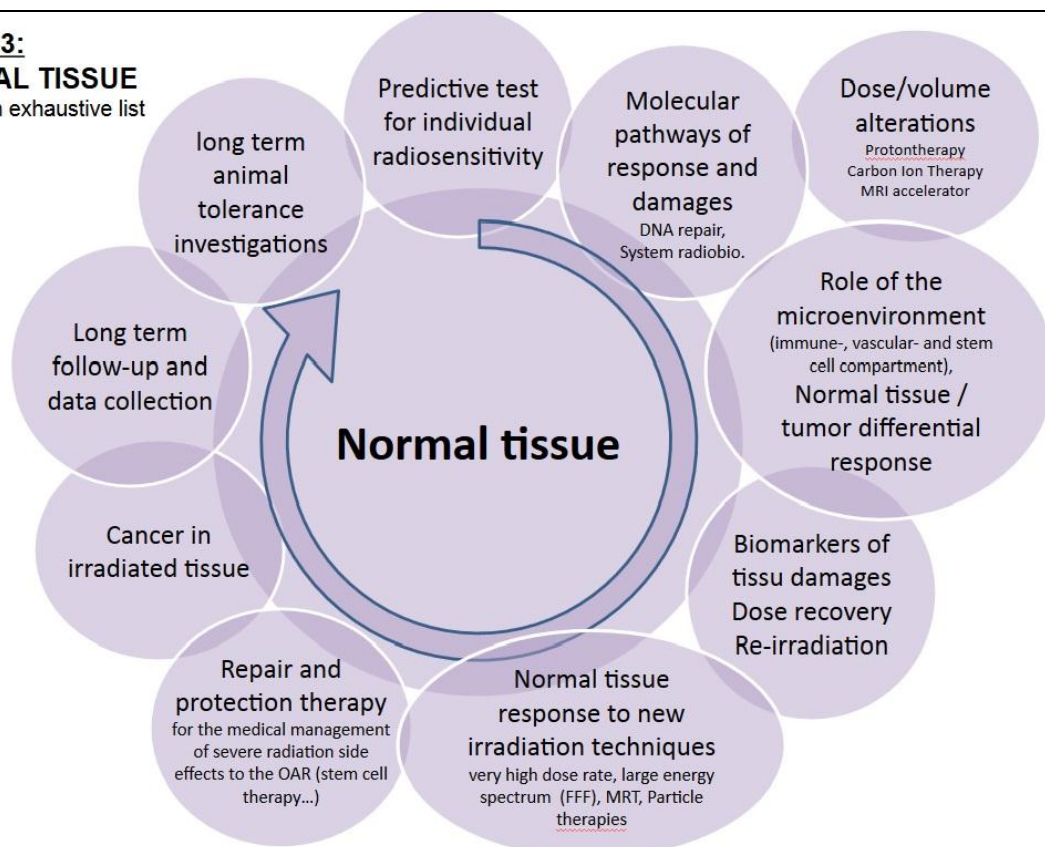 3:
AL TISSUE
exhaustive list
Predictive test
for individual
radiosensitivity
Molecular
pathways of
response and
damages
DNA repair,
System radiobio.
Dose/volume
alterations
Protontherapy
Carbon Ion Therapy
MRI accelerator
Role of the
microenvironment
(immune-, vascular- and stem
cell compartment),
Normal tissue /
tumor differential
response
Biomarkers of
tissu damages
Dose recovery
Re-irradiation
Normal tissue
response to new
irradiation techniques
very high dose rate, large energy
spectrum (FFF), MRT, Particle
therapies
Repair and
protection therapy
for the medical management
of severe radiation side
effects to the OAR (stem cell
therapy...)
Cancer in
irradiated tissue
Long term
follow-up and
data collection
long term
animal
tolerance
investigations
Normal tissue